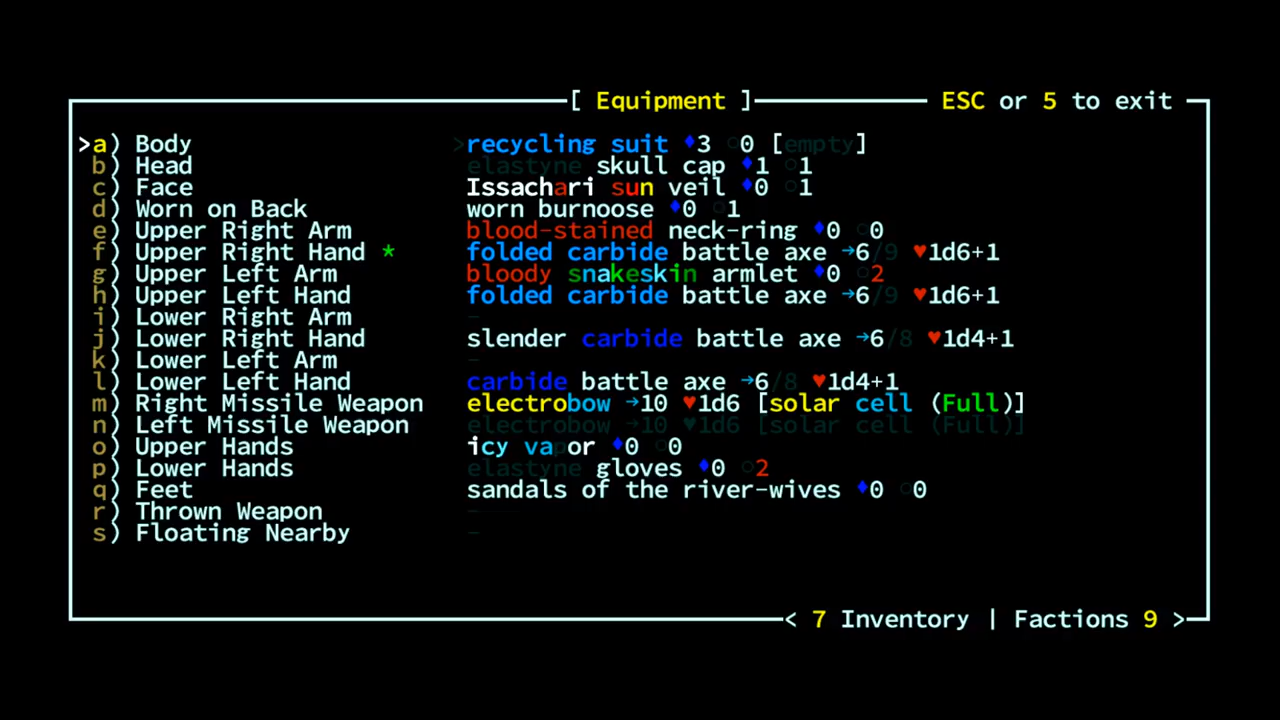 [ Equipment ] ESC or 5 to exit
>a) Body >recycling suit ♦3 ○0 [empty]
b) Head elastyne skull cap ♦1 ○1
c) Face Issachari sun veil ♦0 ○1
d) Worn on Back worn burnoose ♦0 ○1
e) Upper Right Arm blood-stained neck-ring ♦0 ○0
f) Upper Right Hand * folded carbide battle axe →6/9 ♥1d6+1
g) Upper Left Arm bloody snakeskin armlet ♦0 ○2
h) Upper Left Hand folded carbide battle axe →6/9 ♥1d6+1
i) Lower Right Arm -
j) Lower Right Hand slender carbide battle axe →6/8 ♥1d4+1
k) Lower Left Arm -
l) Lower Left Hand carbide battle axe →6/8 ♥1d4+1
m) Right Missile Weapon electrobow →10 ♥1d6 [solar cell (Full)]
n) Left Missile Weapon electrobow →10 ♥1d6 [solar cell (Full)]
o) Upper Hands icy vapor ♦0 ○0
p) Lower Hands elastyne gloves ♦0 ○2
q) Feet sandals of the river-wives ♦0 ○0
r) Thrown Weapon -
s) Floating Nearby -
< 7 Inventory | Factions 9 >